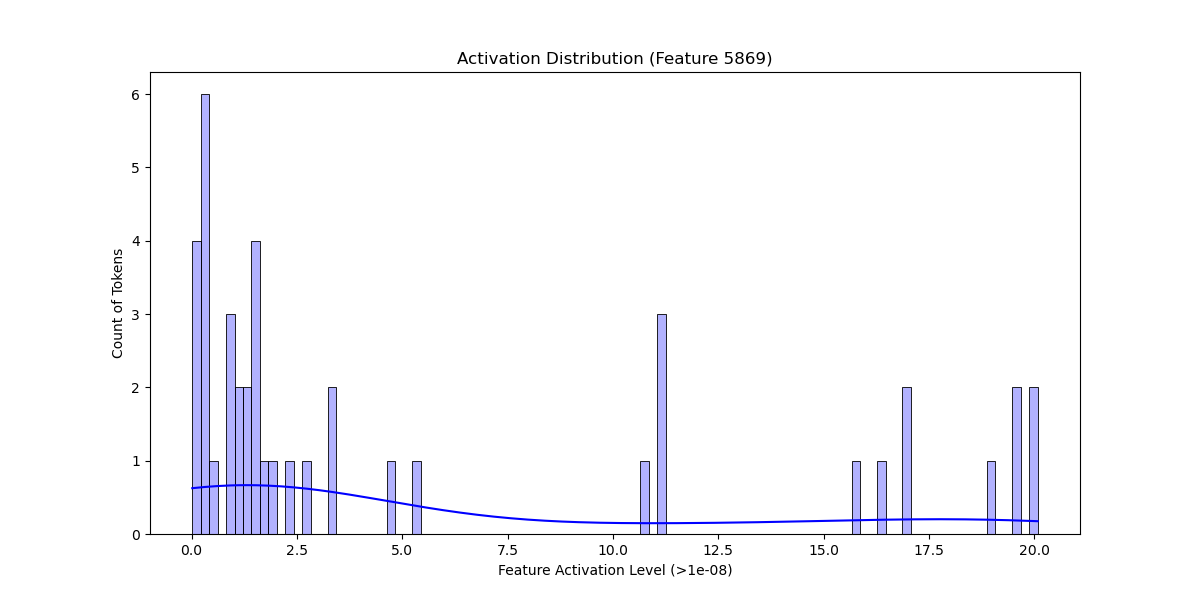 Activation Distribution (Feature 5869)
6
5
4
3
2
1
0
Count of Tokens
0.0 2.5 5.0 7.5 10.0 12.5 15.0 17.5 20.0
Feature Activation Level (>1e-08)